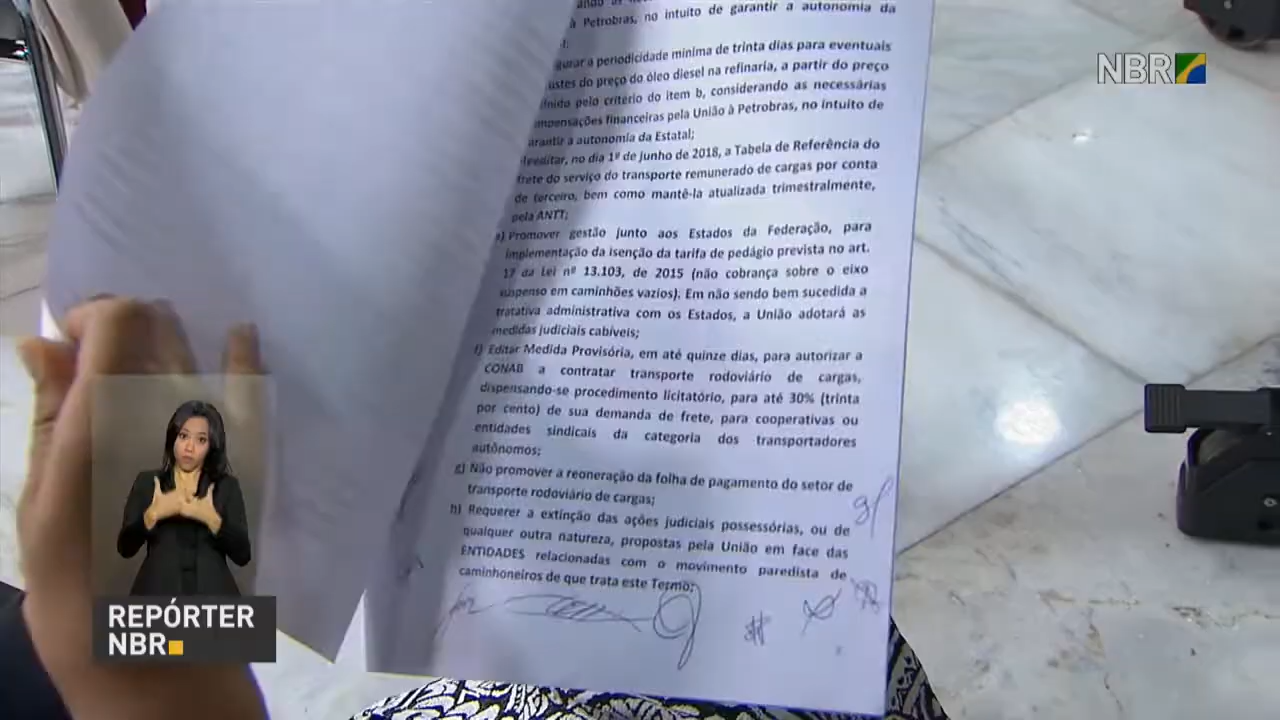 à Petrobras, no intuito de garantir a autonomia da
a periodicidade mínima de trinta dias para eventuais
do preço do óleo diesel na refinaria, a partir do preço
pelo critério do item b, considerando as necessárias
financeiras pela União à Petrobras, no intuito de
a autonomia da Estatal;
no dia 1º de junho de 2018, a Tabela de Referência do
frete do serviço do transporte remunerado de cargas por conta
de terceiro, bem como mantê-la atualizada trimestralmente,
pela ANTT;
e) Promover gestão junto aos Estados da Federação, para
implementação da isenção da tarifa de pedágio prevista no art.
17 da Lei nº 13.103, de 2015 (não cobrança sobre o eixo
suspenso em caminhões vazios). Em não sendo bem sucedida a
tratativa administrativa com os Estados, a União adotará as
medidas judiciais cabíveis;
f) Editar Medida Provisória, em até quinze dias, para autorizar a
CONAB a contratar transporte rodoviário de cargas,
dispensando-se procedimento licitatório, para até 30% (trinta
por cento) de sua demanda de frete, para cooperativas ou
entidades sindicais da categoria dos transportadores
autônomos;
g) Não promover a reoneração da folha de pagamento do setor de
transporte rodoviário de cargas;
h) Requerer a extinção das ações judiciais possessórias, ou de
qualquer outra natureza, propostas pela União em face das
ENTIDADES relacionadas com o movimento paredista de
caminhoneiros de que trata este Termo;
NBR
REPÓRTER
NBR